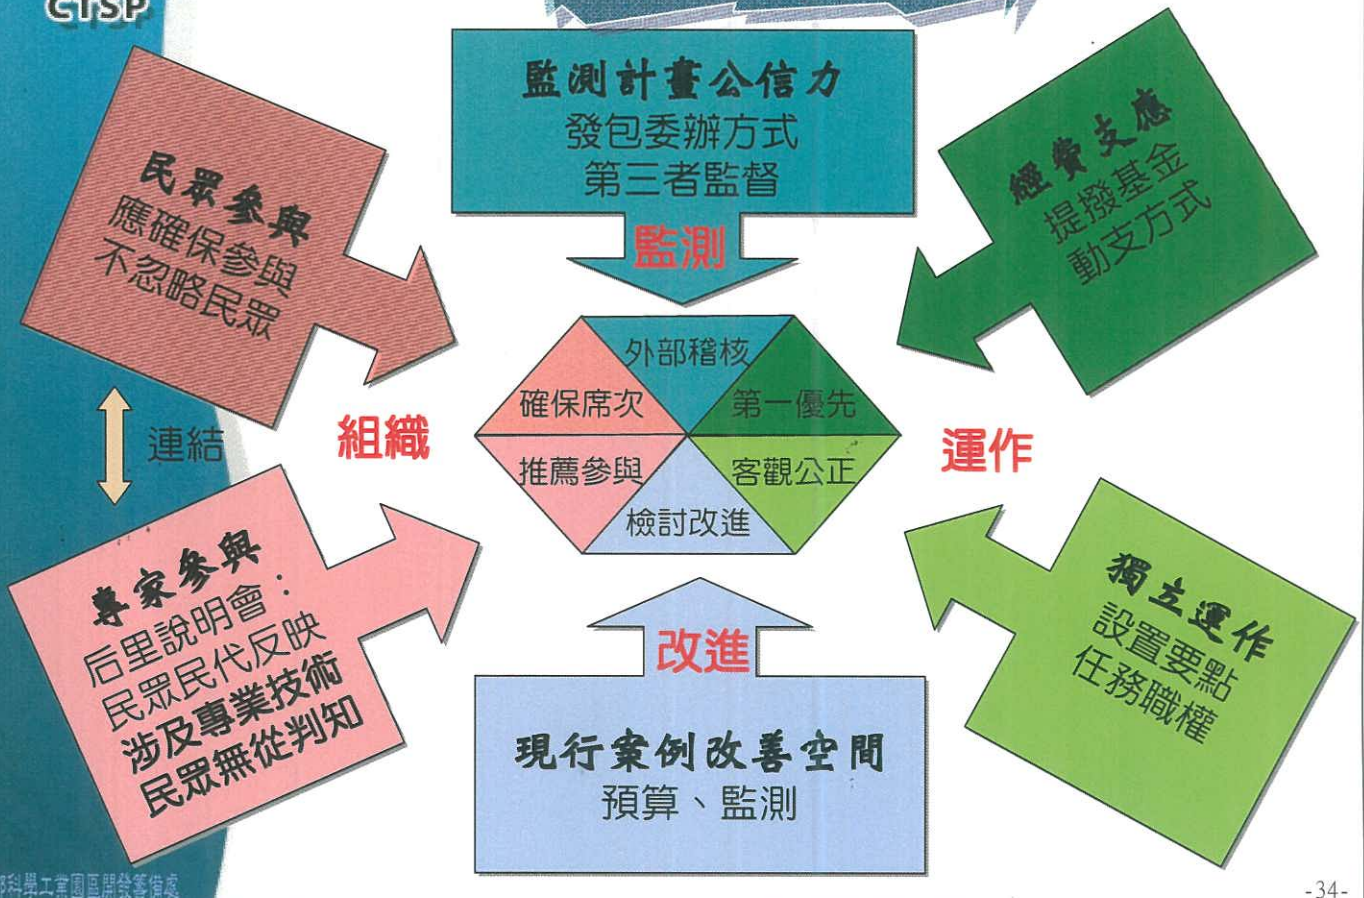 CTSP
監測計畫公信力
發包委辦方式
第三者監督
監測
民眾參與
應確保參與
不忽略民眾
經費支應
提撥基金
動支方式
外部稽核
確保席次
第一優先
推薦參與
客觀公正
檢討改進
連結
組織
運作
專家參與
后里說明會：
民眾民代反映
涉及專業技術
民眾無從判知
改進
現行案例改善空間
預算、監測
獨立運作
設置要點
任務職權
科學工業園區開發籌備處
-34-